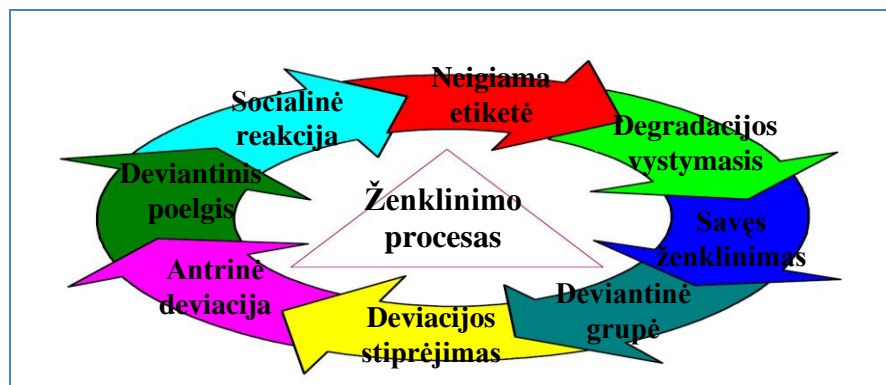 Neigiama
etiketė
Degradacijos
vystymasis
Savęs
ženklinimas
Deviantinė
grupė
Deviacijos
stiprėjimas
Antrinė
deviacija
Deviantinis
poelgis
Socialinė
reakcija
Ženklinimo
procesas